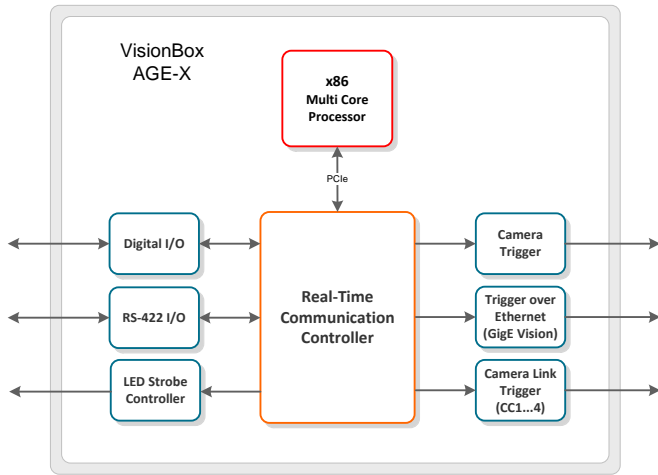 VisionBox
AGE-X
x86
Multi Core
Processor
PCIe
Digital I/O
RS-422 I/O
LED Strobe
Controller
Real-Time
Communication
Controller
Camera
Trigger
Trigger over
Ethernet
(GigE Vision)
Camera Link
Trigger
(CC1...4)